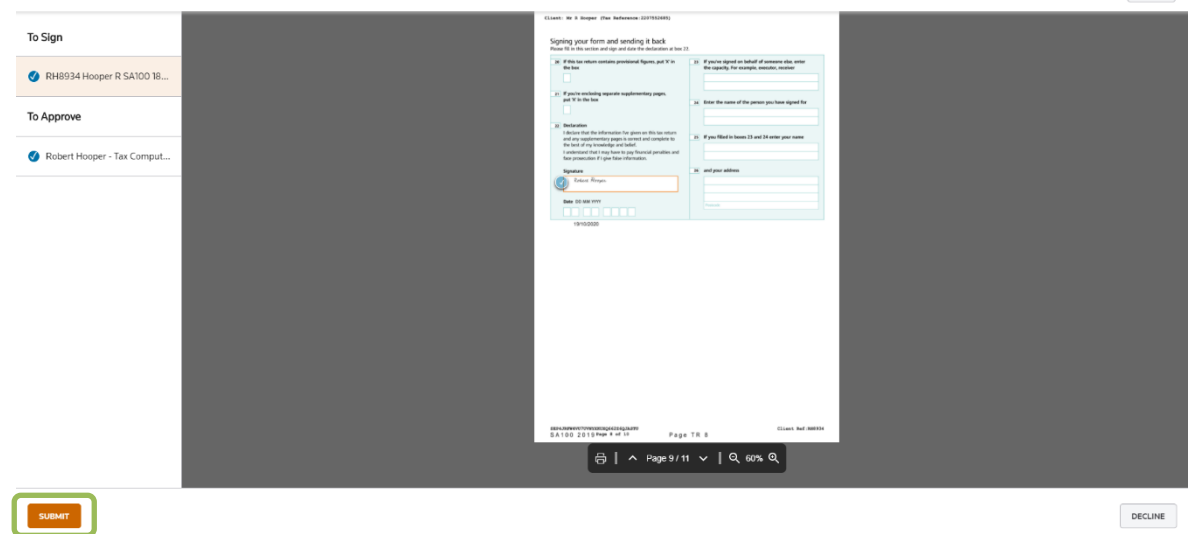 Client: Mr R Hooper (Tax Reference:2237552485)
To Sign
RH8934 Hooper R SA100 18...
To Approve
Robert Hooper - Tax Comput...
Signing your form and sending it back
Please fill in this section and sign and date the declaration at box 22.
20 If this tax return contains provisional figures, put 'X' in
the box
21 If you're enclosing separate supplementary pages,
put 'X' in the box
22 Declaration
I declare that the information I've given on this tax return
and any supplementary pages is correct and complete to
the best of my knowledge and belief.
I understand that I may have to pay financial penalties and
face prosecution if I give false information.
Signature
Robert Hooper
Date DD MM YYYY
19/10/2020
23 If you've signed on behalf of someone else, enter
the capacity. For example, executor, receiver
24 Enter the name of the person you have signed for
25 If you filled in boxes 23 and 24 enter your name
26 and your address
Postcode
SA100 2019 Page 8 of 10
Page TR 8
Client Ref:RH8934
Page 9 / 11
60%
SUBMIT
DECLINE